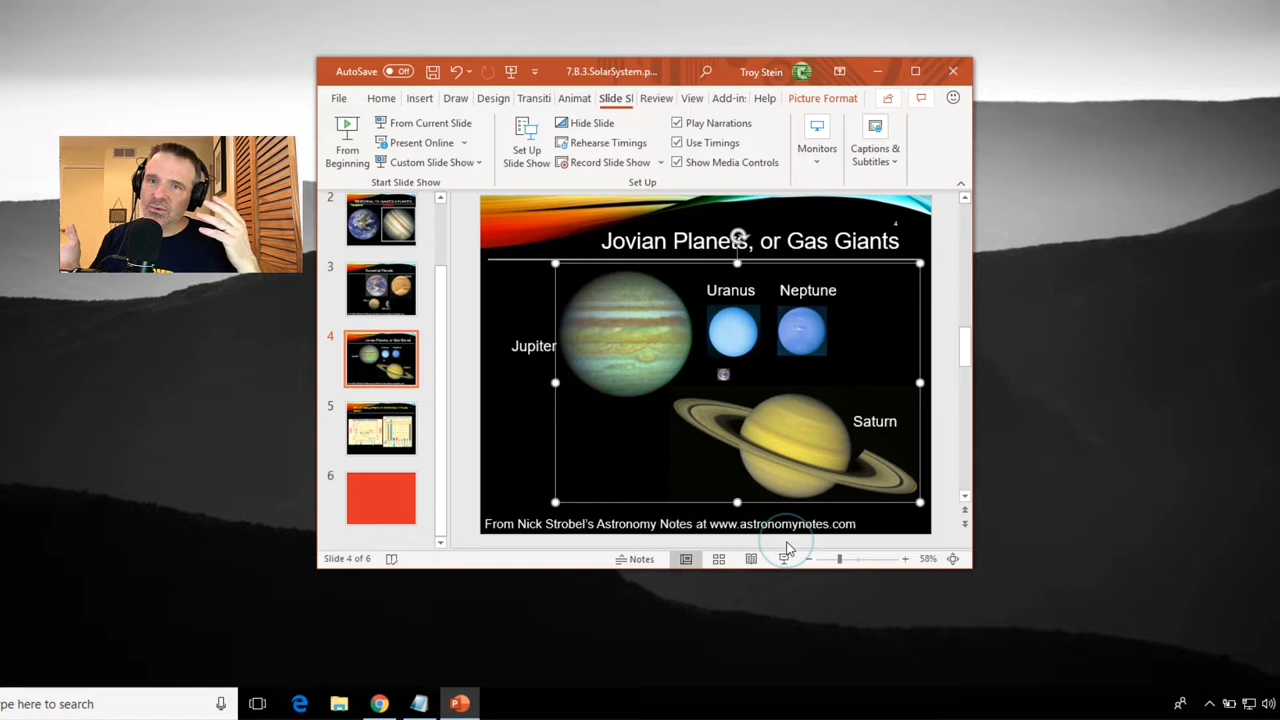 AutoSave Off 7.B.3.SolarSystem.p... Troy Stein
File Home Insert Draw Design Transiti Animat Slide Sl Review View Add-in: Help Picture Format
From Beginning
From Current Slide
Present Online
Custom Slide Show
Start Slide Show
Set Up Slide Show
Hide Slide
Rehearse Timings
Record Slide Show
Play Narrations
Use Timings
Show Media Controls
Set Up
Monitors
Captions & Subtitles
2
3
4
5
6
4
Jovian Planets, or Gas Giants
Uranus Neptune
Jupiter
Saturn
From Nick Strobel's Astronomy Notes at www.astronomynotes.com
Slide 4 of 6 Notes 58%
pe here to search